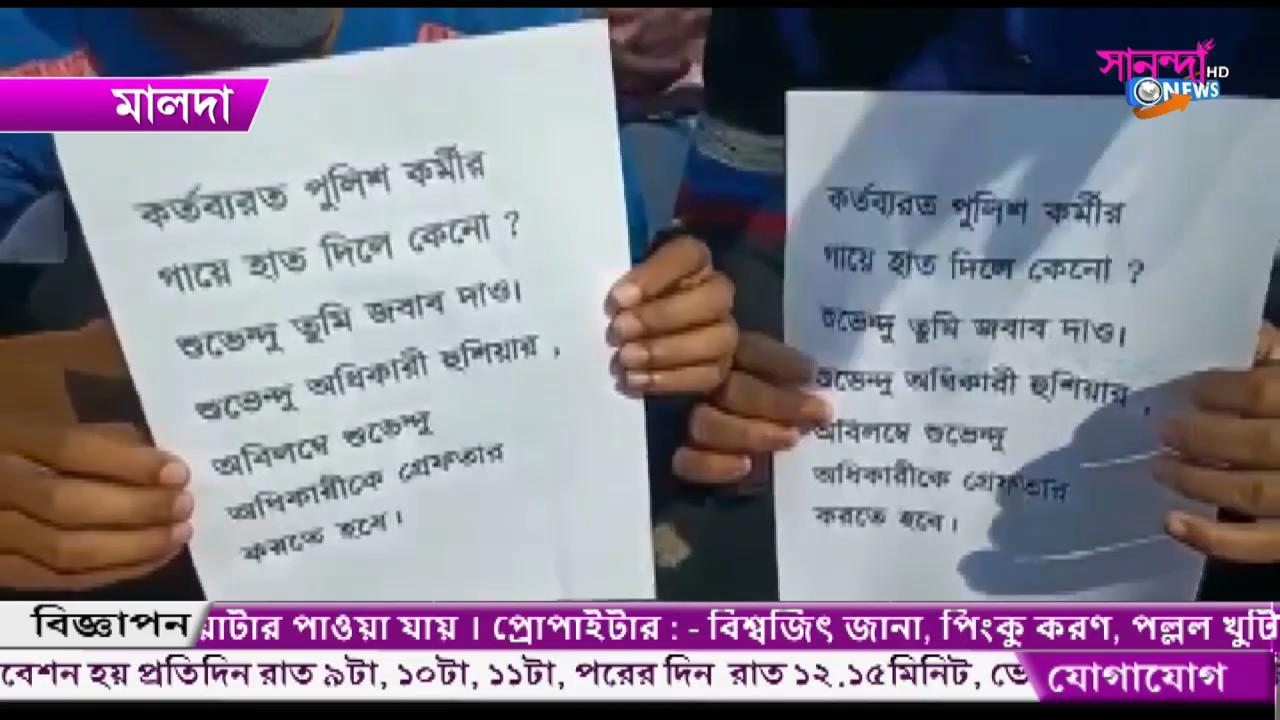 মালদা
সানন্দা HD
NEWS
কর্তব্যরত পুলিশ কর্মীর
গায়ে হাত দিলে কেনো ?
শুভেন্দু তুমি জবাব দাও।
শুভেন্দু অধিকারী হুশিয়ার ,
অবিলম্বে শুভেন্দু
অধিকারীকে গ্রেফতার
করতে হবে।
কর্তব্যরত পুলিশ কর্মীর
গায়ে হাত দিলে কেনো ?
শুভেন্দু তুমি জবাব দাও।
শুভেন্দু অধিকারী হুশিয়ার ,
অবিলম্বে শুভেন্দু
অধিকারীকে গ্রেফতার
করতে হবে।
বিজ্ঞাপন
য়াটার পাওয়া যায় । প্রোপাইটার : - বিশ্বজিৎ জানা, পিংকু করণ, পল্লল
বেশন হয় প্রতিদিন রাত ৯টা, ১০টা, ১১টা, পরের দিন রাত ১২.১৫মিনিট,
যোগাযোগ